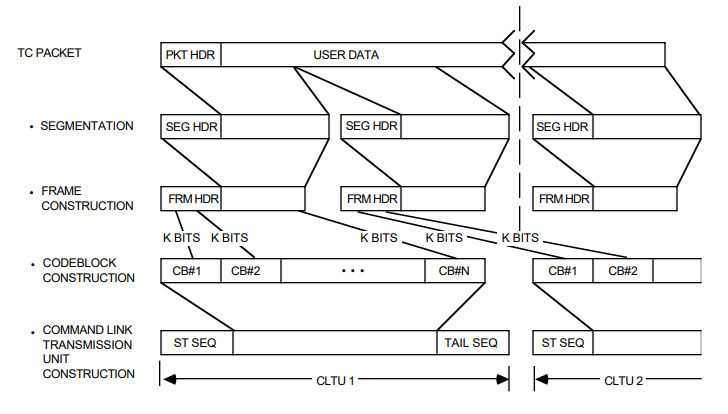 TC PACKET
PKT HDR
USER DATA
• SEGMENTATION
SEG HDR
SEG HDR
SEG HDR
• FRAME
CONSTRUCTION
FRM HDR
FRM HDR
FRM HDR
K BITS
K BITS
K BITS
K BITS
K BITS
• CODEBLOCK
CONSTRUCTION
CB#1
CB#2
• • •
CB#N
CB#1
CB#2
• COMMAND LINK
TRANSMISSION
UNIT
CONSTRUCTION
ST SEQ
TAIL SEQ
ST SEQ
CLTU 1
CLTU 2